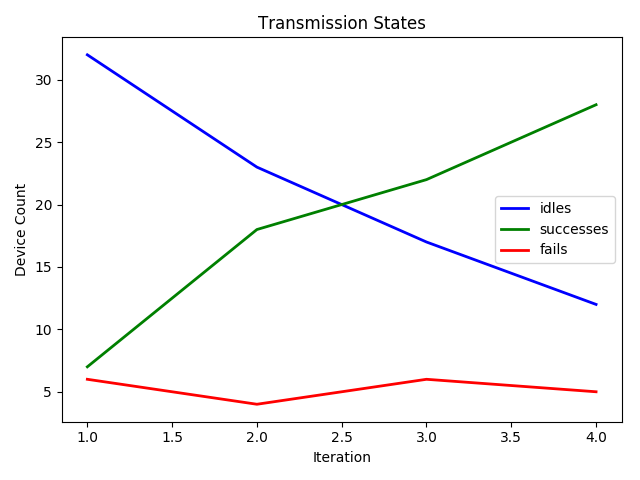 Transmission States
Device Count
30
25
20
15
10
5
idles
successes
fails
1.0 1.5 2.0 2.5 3.0 3.5 4.0
Iteration